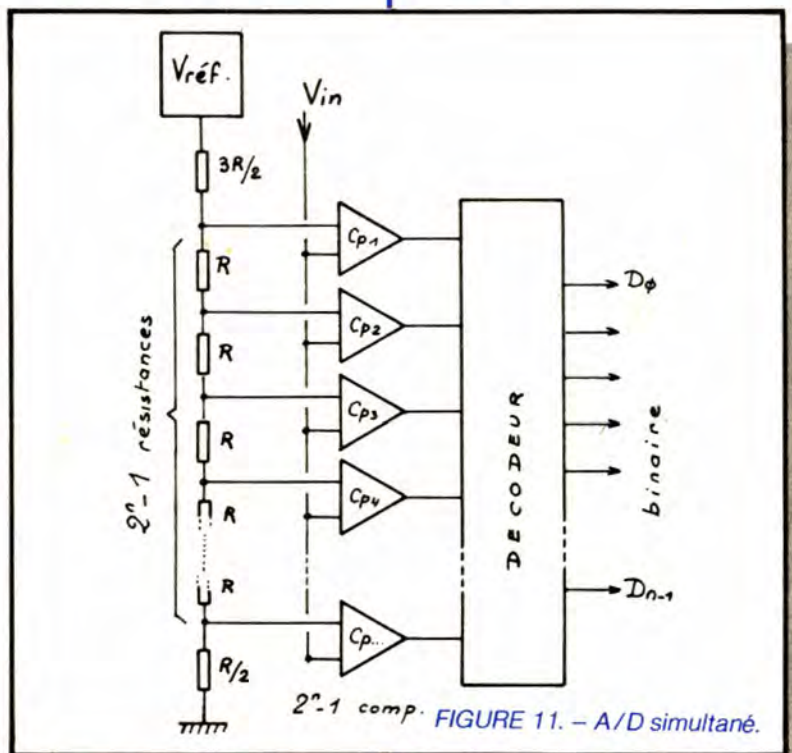 Vréf.
Vin
3R/2
R
R
R
R
R
R/2
2ⁿ-1 résistances
Cp1
Cp2
Cp3
Cp4
Cp...
2ⁿ-1 comp.
DECODEUR
Dϕ
binaire
Dn-1
FIGURE 11. – A/D simultané.